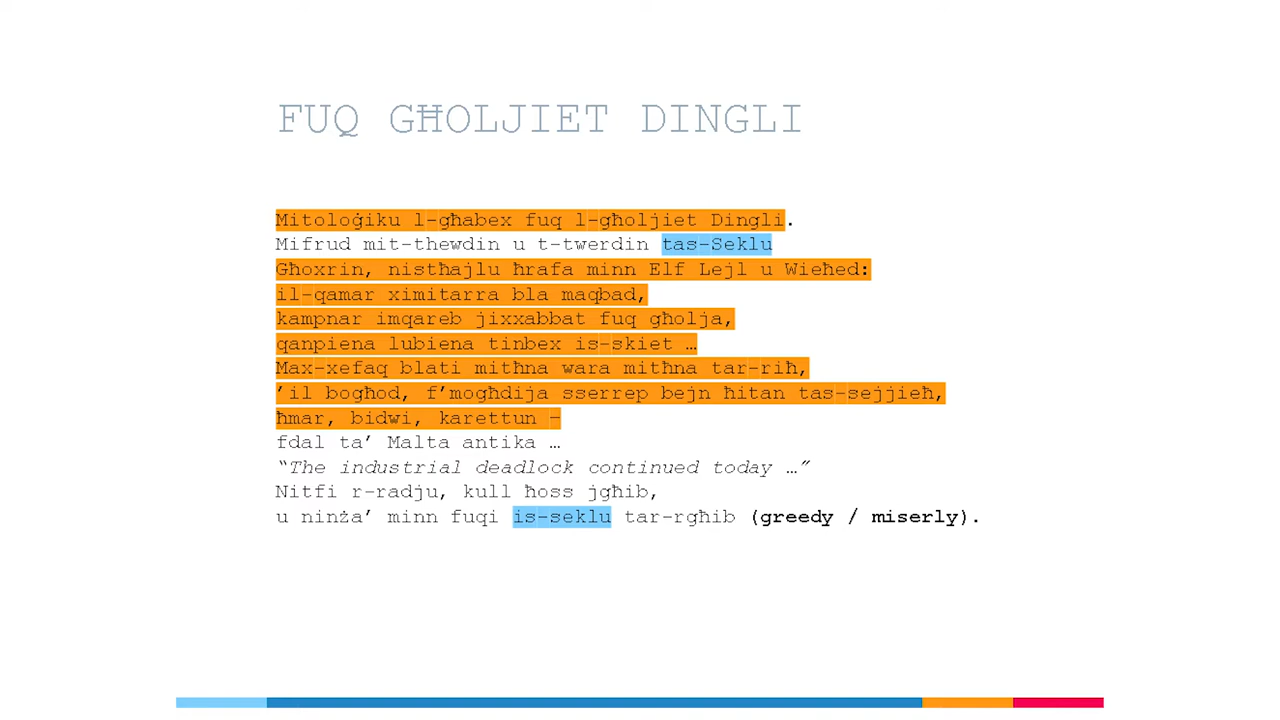 FUQ GĦOLJIET DINGLI
Mitoloġiku l-għabex fuq l-għoljiet Dingli.
Mifrud mit-thewdin u t-twerdin tas-Seklu
Għoxrin, nistħajlu ħrafa minn Elf Lejl u Wieħed:
il-qamar ximitarra bla maqbad,
kampnar imqareb jixxabbat fuq għolja,
qanpiena lubiena tinbex is-skiet …
Max-xefaq blati mitħna wara mitħna tar-riħ,
’il bogħod, f’mogħdija sserrep bejn ħitan tas-sejjieħ,
ħmar, bidwi, karettun –
fdal ta’ Malta antika …
“The industrial deadlock continued today …”
Nitfi r-radju, kull ħoss jgħib,
u ninża’ minn fuqi is-seklu tar-rgħib (greedy / miserly).